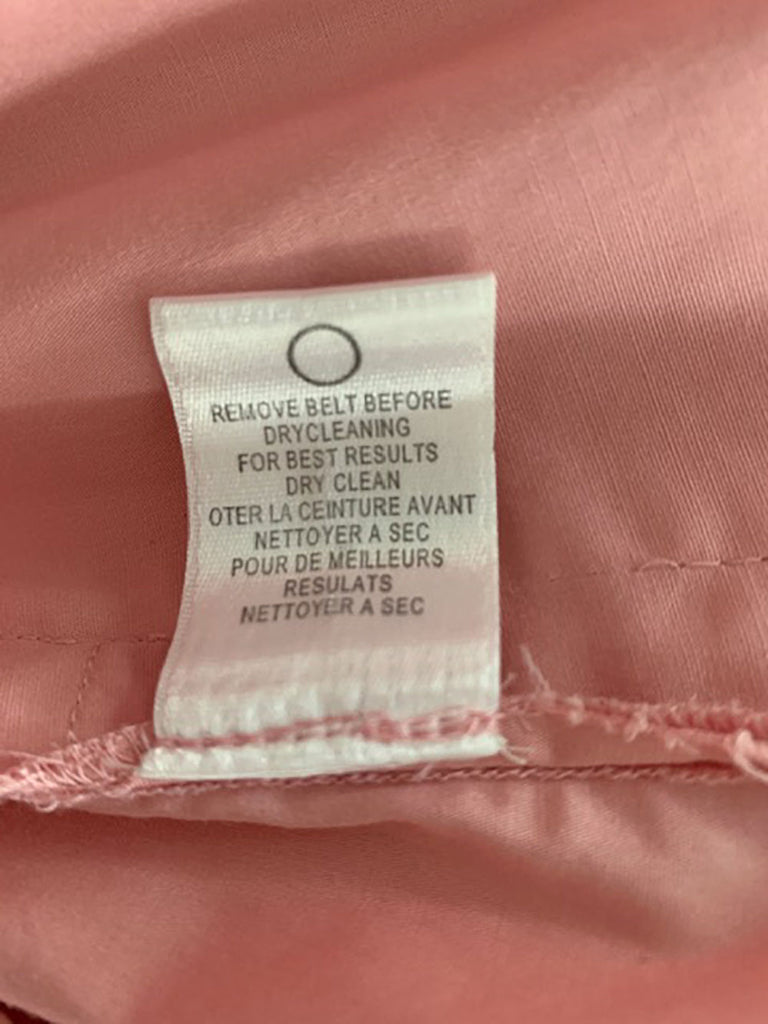 REMOVE BELT BEFORE
DRYCLEANING
FOR BEST RESULTS
DRY CLEAN
OTER LA CEINTURE AVANT
NETTOYER A SEC
POUR DE MEILLEURS
RESULATS
NETTOYER A SEC